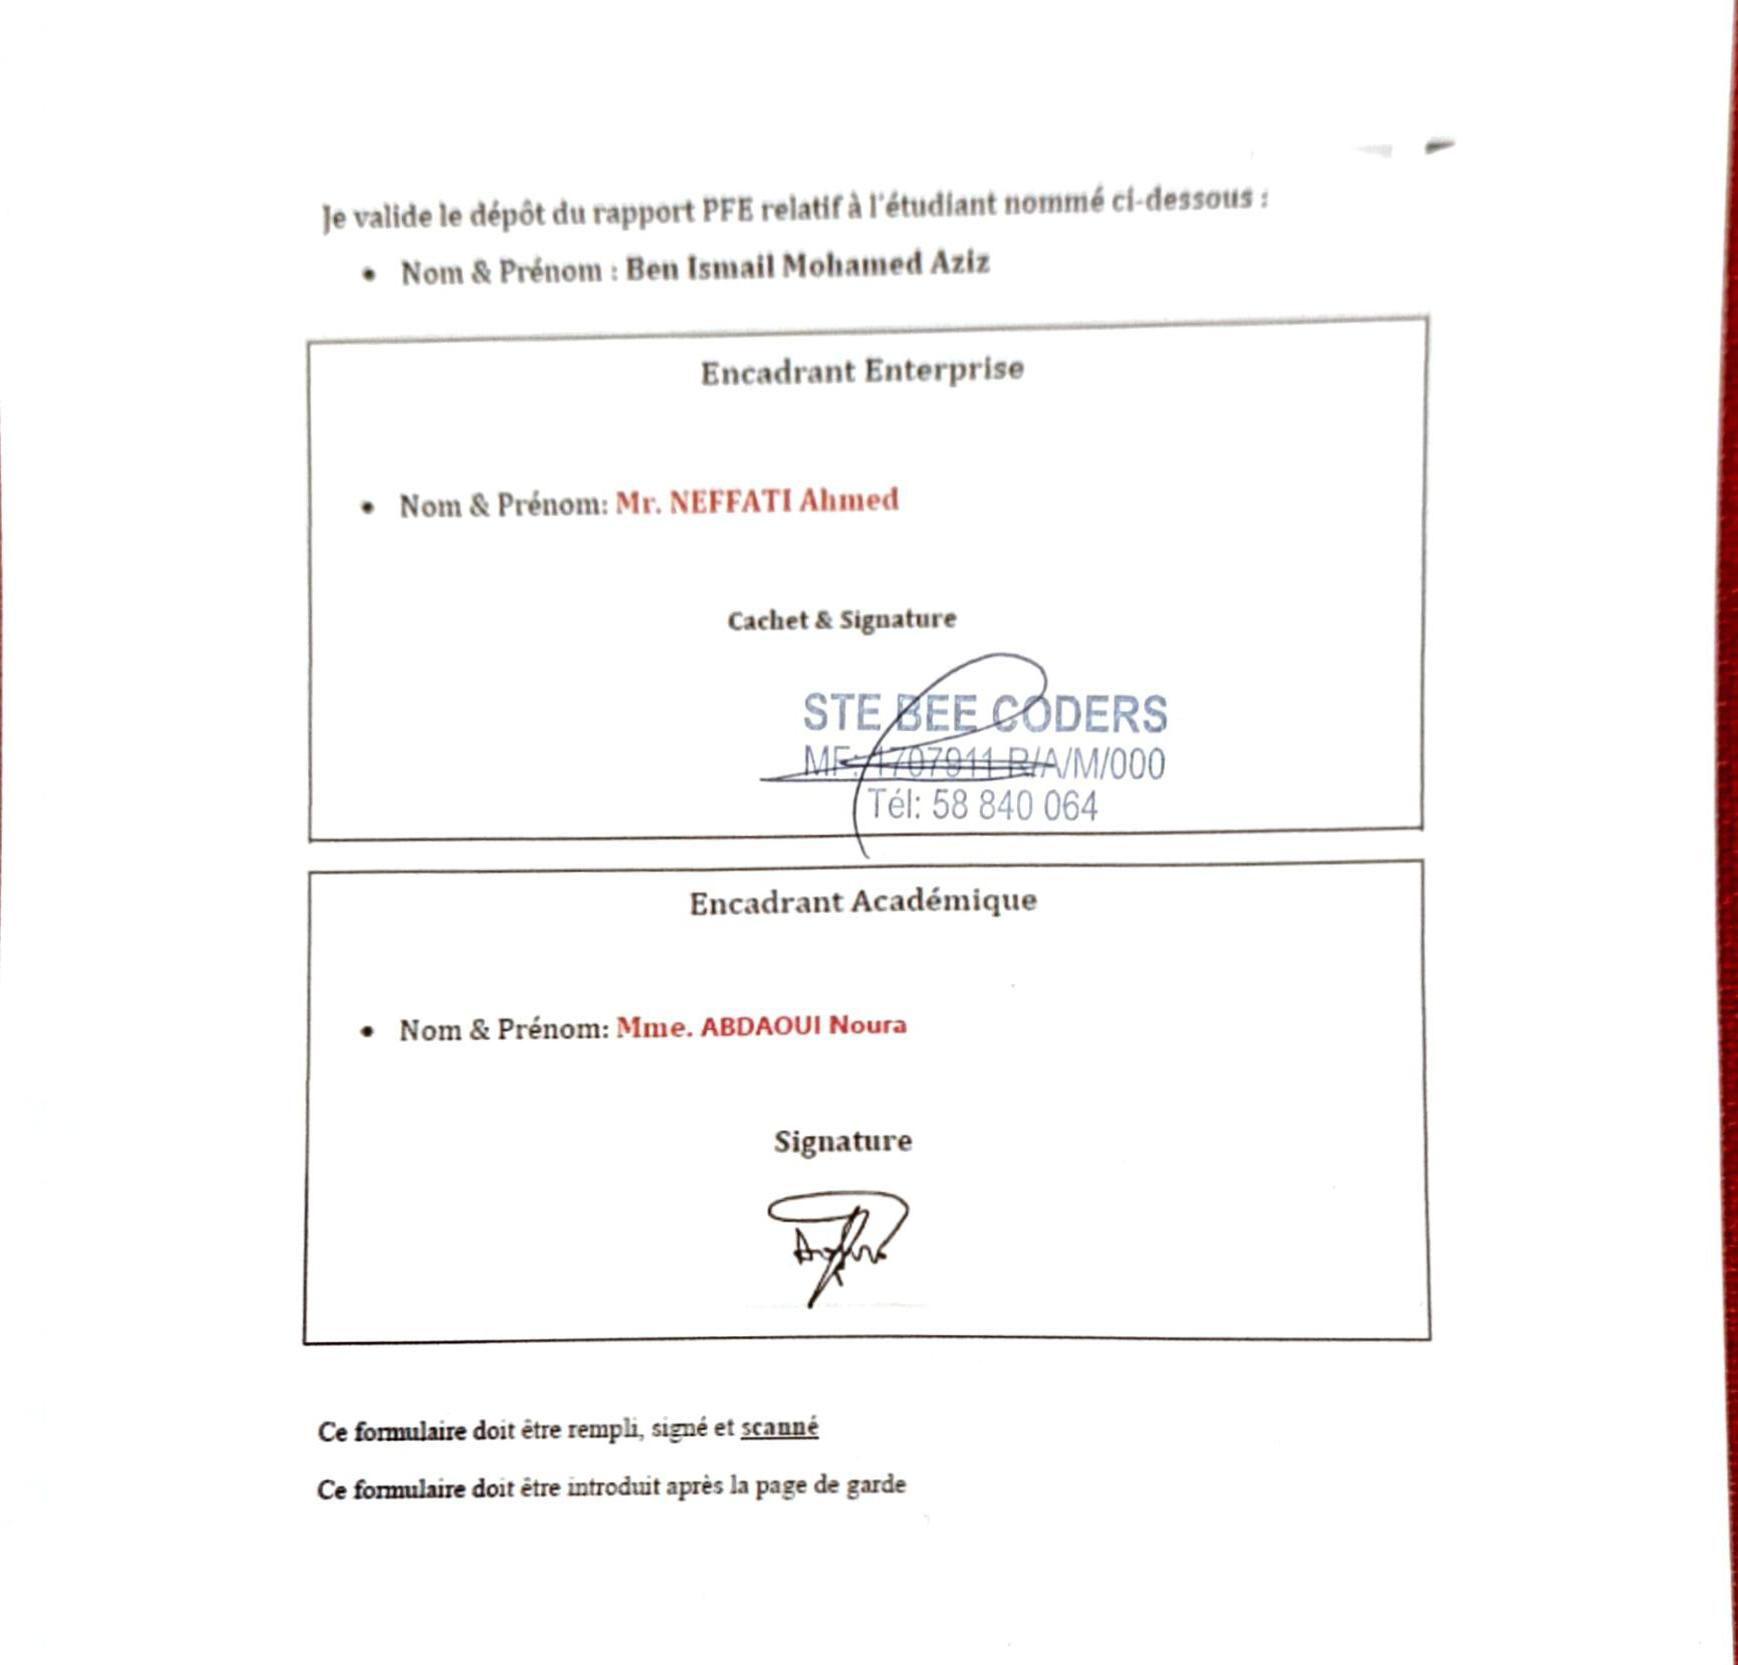 Je valide le dépôt du rapport PFE relatif à l'étudiant nommé ci-dessous :
• Nom & Prénom : Ben Ismail Mohamed Aziz
Encadrant Enterprise
• Nom & Prénom: Mr. NEFFATI Ahmed
Cachet & Signature
STE BEE CODERS
MF: 1707911 R/A/M/000
Tél: 58 840 064
Encadrant Académique
• Nom & Prénom: Mme. ABDAOUI Noura
Signature
Ce formulaire doit être rempli, signé et scanné
Ce formulaire doit être introduit après la page de garde